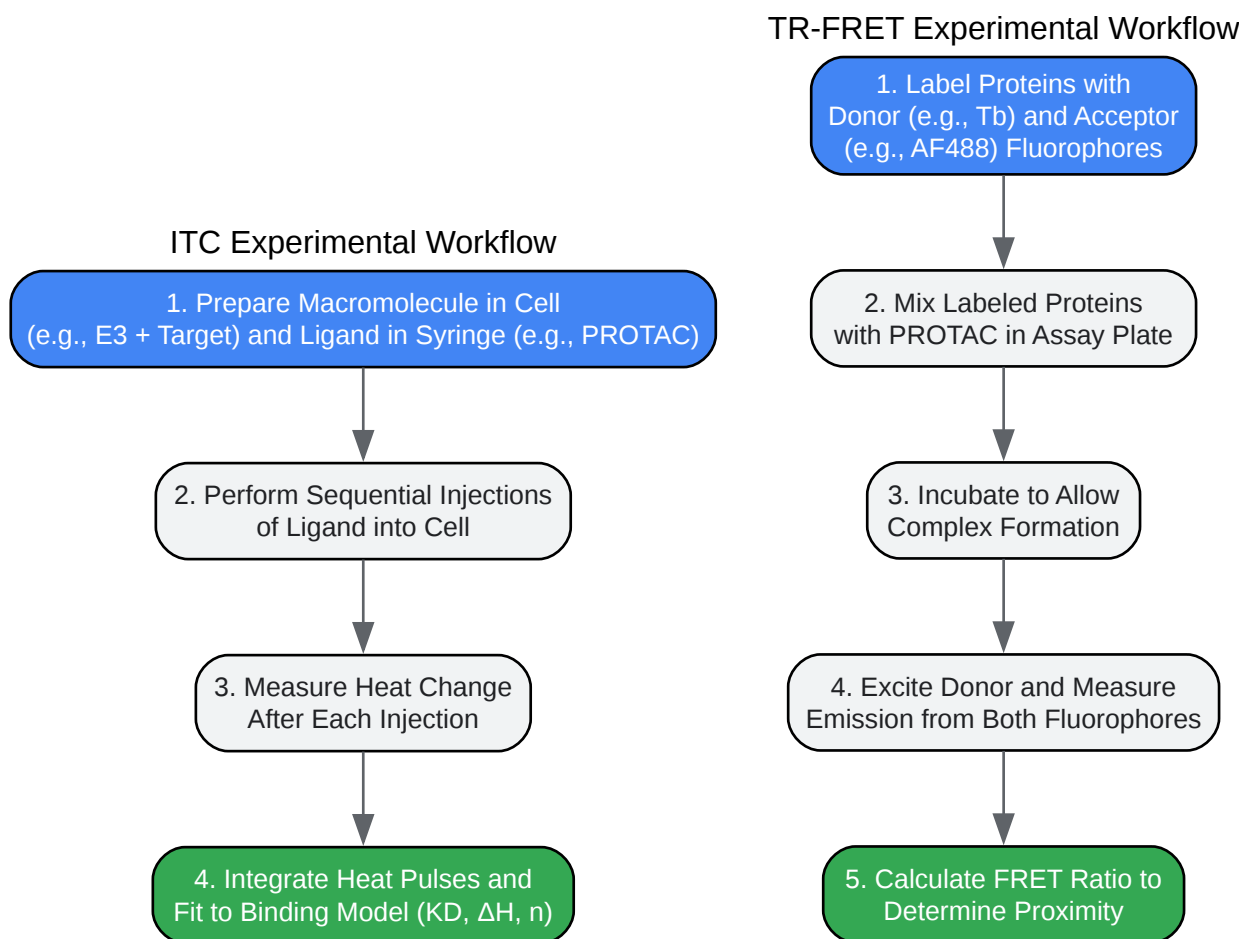 ITC Experimental Workflow
1. Prepare Macromolecule in Cell
(e.g., E3 + Target) and Ligand in Syringe (e.g., PROTAC)
2. Perform Sequential Injections
of Ligand into Cell
3. Measure Heat Change
After Each Injection
4. Integrate Heat Pulses and
Fit to Binding Model (KD, ΔH, n)
TR-FRET Experimental Workflow
1. Label Proteins with
Donor (e.g., Tb) and Acceptor
(e.g., AF488) Fluorophores
2. Mix Labeled Proteins
with PROTAC in Assay Plate
3. Incubate to Allow
Complex Formation
4. Excite Donor and Measure
Emission from Both Fluorophores
5. Calculate FRET Ratio to
Determine Proximity